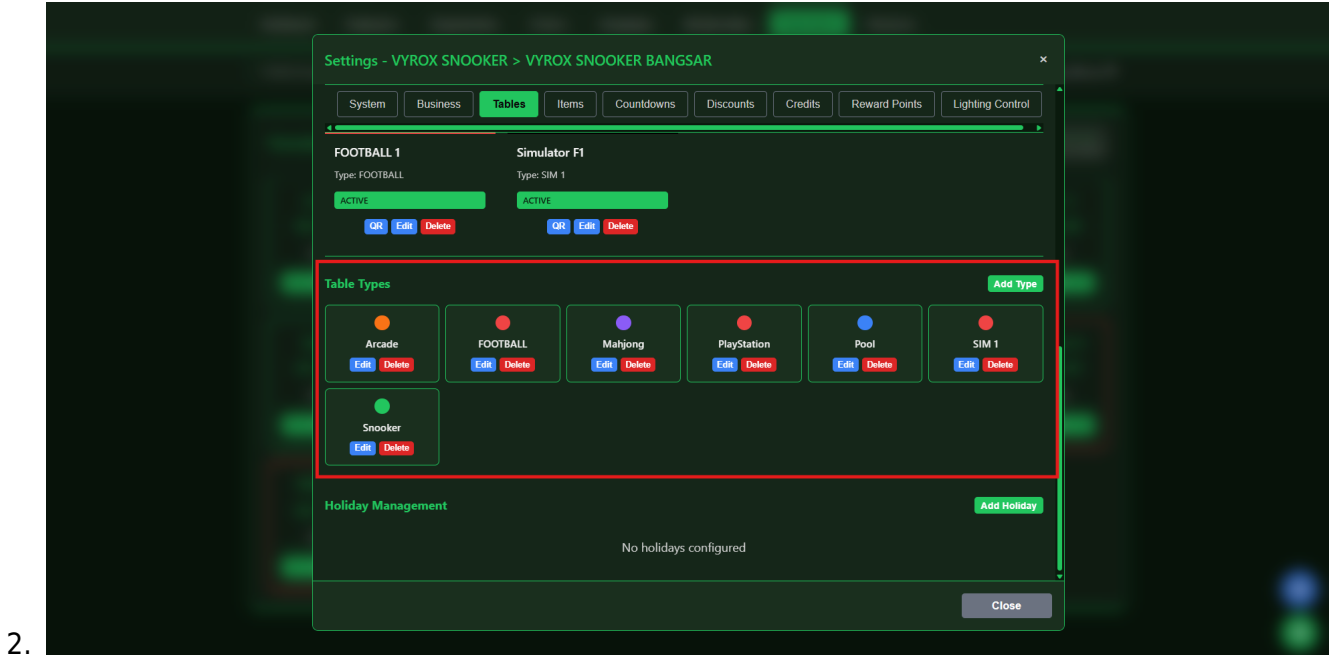 Settings - VYROX SNOOKER > VYROX SNOOKER BANGSAR ×
System Business Tables Items Countdowns Discounts Credits Reward Points Lighting Control
FOOTBALL 1 Simulator F1
Type: FOOTBALL Type: SIM 1
ACTIVE ACTIVE
QR Edit Delete QR Edit Delete
Table Types Add Type
Arcade FOOTBALL Mahjong PlayStation Pool SIM 1
Edit Delete Edit Delete Edit Delete Edit Delete Edit Delete Edit Delete
Snooker
Edit Delete
Holiday Management Add Holiday
No holidays configured
Close
2.